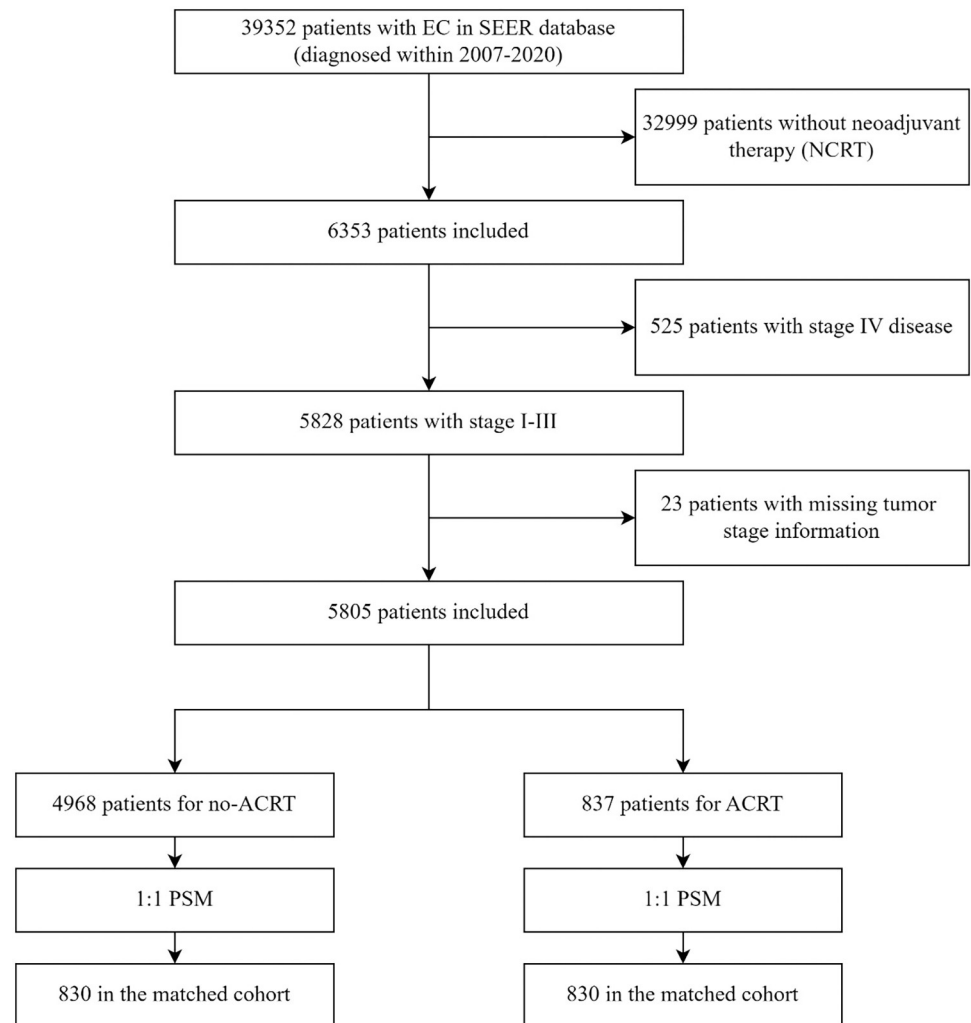 39352 patients with EC in SEER database
(diagnosed within 2007-2020)
32999 patients without neoadjuvant
therapy (NCRT)
6353 patients included
525 patients with stage IV disease
5828 patients with stage I-III
23 patients with missing tumor
stage information
5805 patients included
4968 patients for no-ACRT
837 patients for ACRT
1:1 PSM
1:1 PSM
830 in the matched cohort
830 in the matched cohort